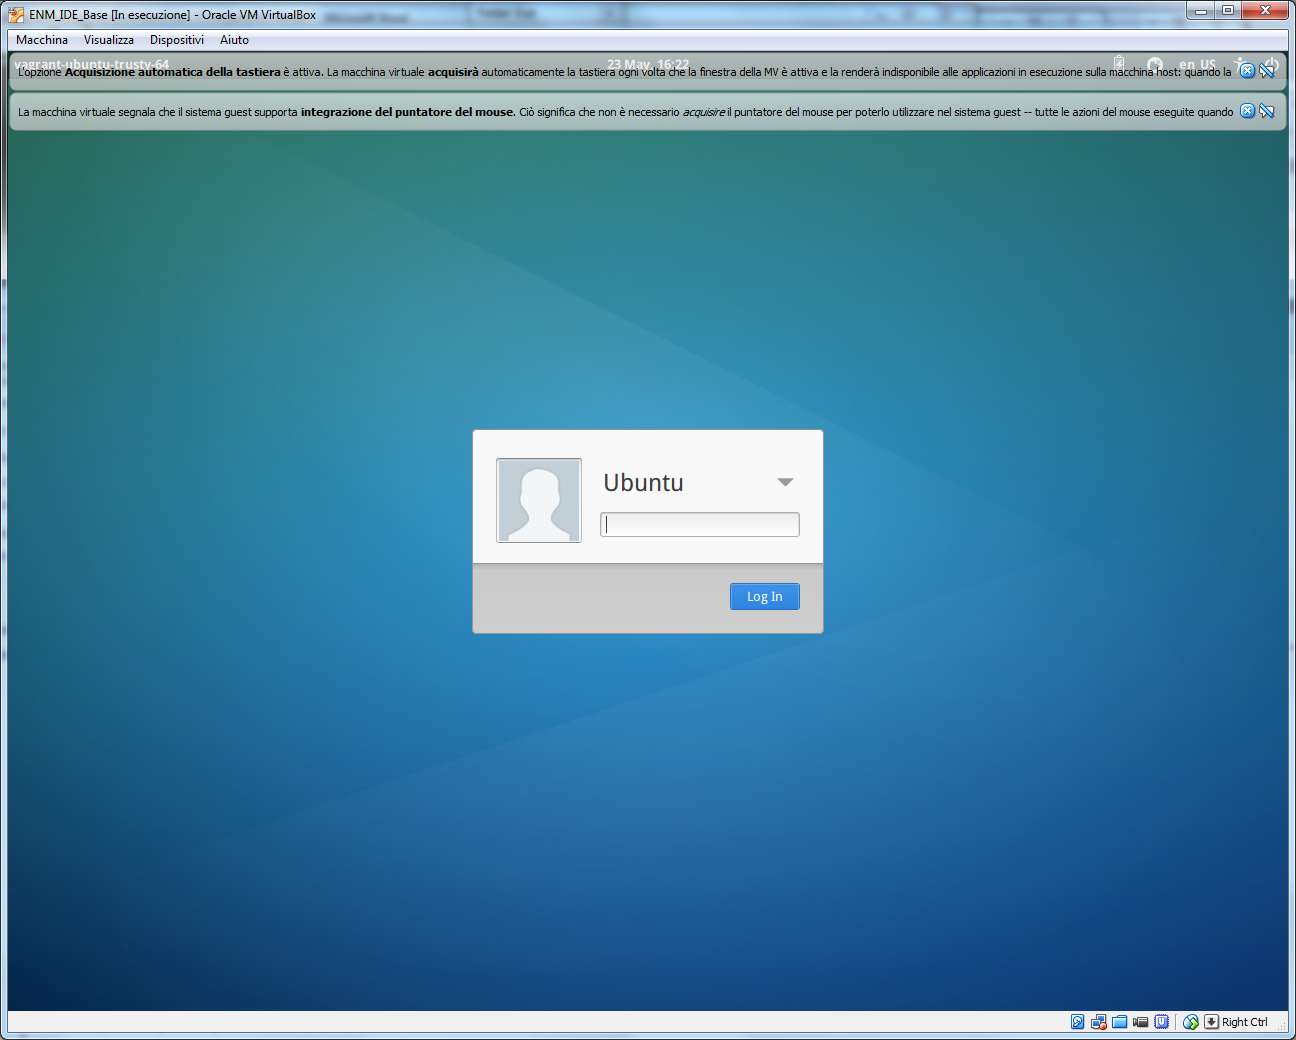 ENM_IDE_Base [In esecuzione] - Oracle VM VirtualBox
Macchina Visualizza Dispositivi Aiuto
vagrant-ubuntu-trusty-64 23 May, 16:22 en_US
L'opzione Acquisizione automatica della tastiera è attiva. La macchina virtuale acquisirà automaticamente la tastiera ogni volta che la finestra della MV è attiva e la renderà indisponibile alle applicazioni in esecuzione sulla macchina host: quando la
La macchina virtuale segnala che il sistema guest supporta integrazione del puntatore del mouse. Ciò significa che non è necessario acquisire il puntatore del mouse per poterlo utilizzare nel sistema guest -- tutte le azioni del mouse eseguite quando
Ubuntu
Log In
Right Ctrl